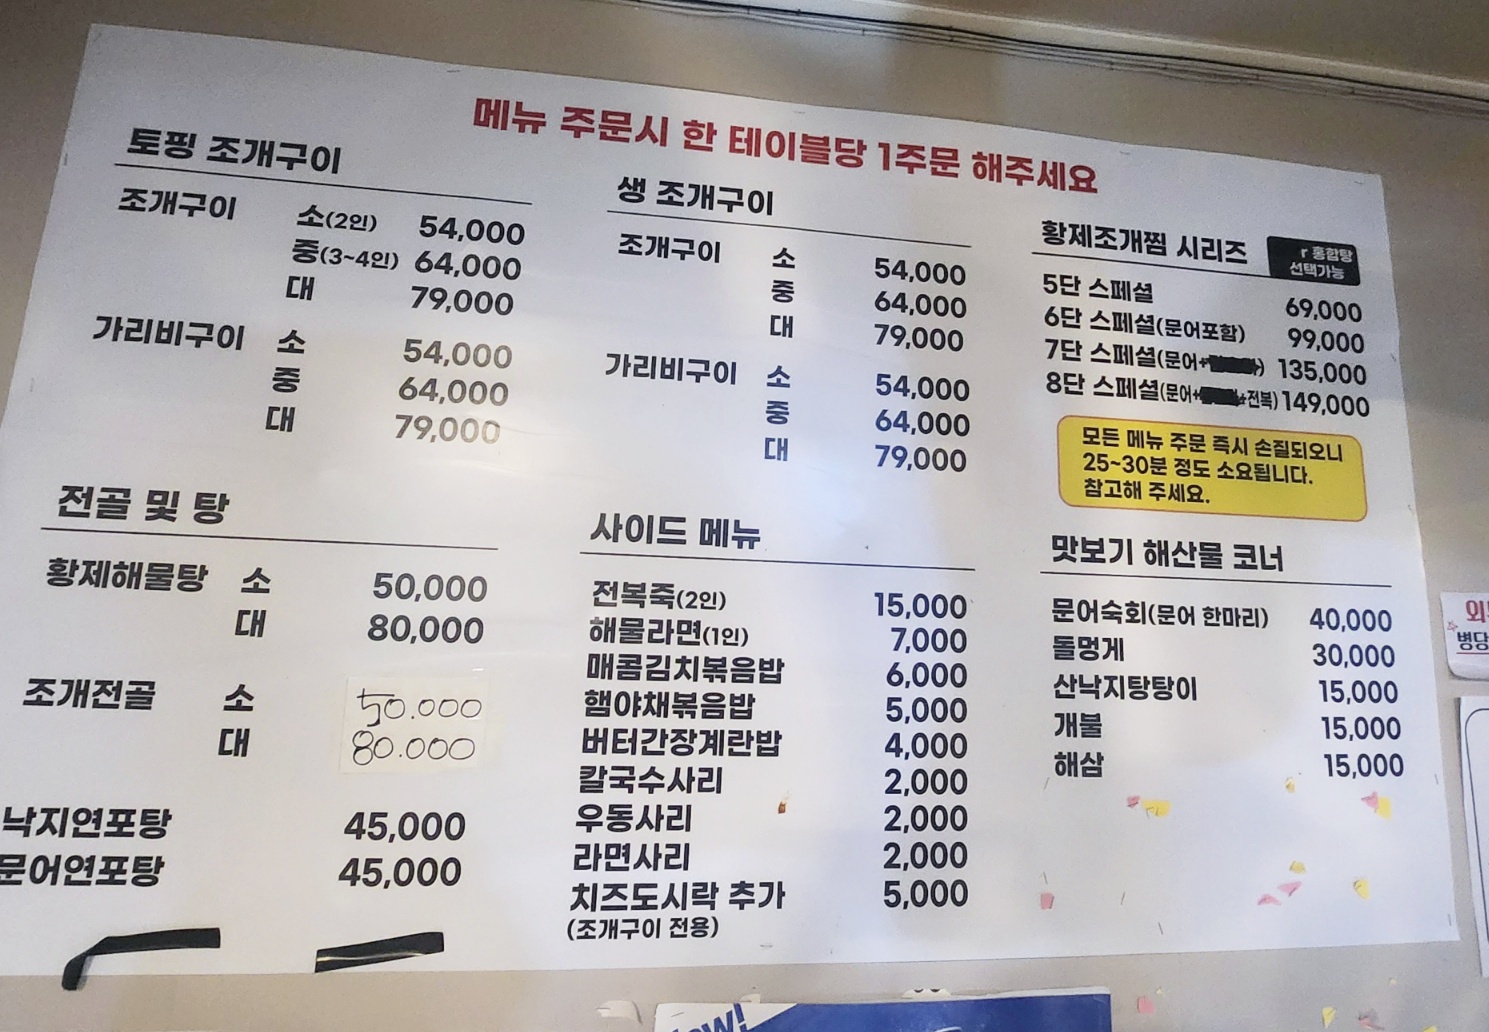 메뉴 주문시 한 테이블당 1주문 해주세요
토핑 조개구이
조개구이 소(2인) 54,000
중(3~4인) 64,000
대 79,000
가리비구이 소 54,000
중 64,000
대 79,000
생 조개구이
조개구이 소 54,000
중 64,000
대 79,000
가리비구이 소 54,000
중 64,000
대 79,000
황제조개찜 시리즈
r 홍합탕
선택가능
5단 스페셜 69,000
6단 스페셜(문어포함) 99,000
7단 스페셜(문어+ ) 135,000
8단 스페셜(문어+ +전복) 149,000
모든 메뉴 주문 즉시 손질되오니
25~30분 정도 소요됩니다.
참고해 주세요.
전골 및 탕
황제해물탕 소 50,000
대 80,000
조개전골 소 50.000
대 80.000
낙지연포탕 45,000
문어연포탕 45,000
사이드 메뉴
전복죽(2인) 15,000
해물라면(1인) 7,000
매콤김치볶음밥 6,000
햄야채볶음밥 5,000
버터간장계란밥 4,000
칼국수사리 2,000
우동사리 2,000
라면사리 2,000
치즈도시락 추가 5,000
(조개구이 전용)
맛보기 해산물 코너
문어숙회(문어 한마리) 40,000
돌멍게 30,000
산낙지탕탕이 15,000
개불 15,000
해삼 15,000
병당